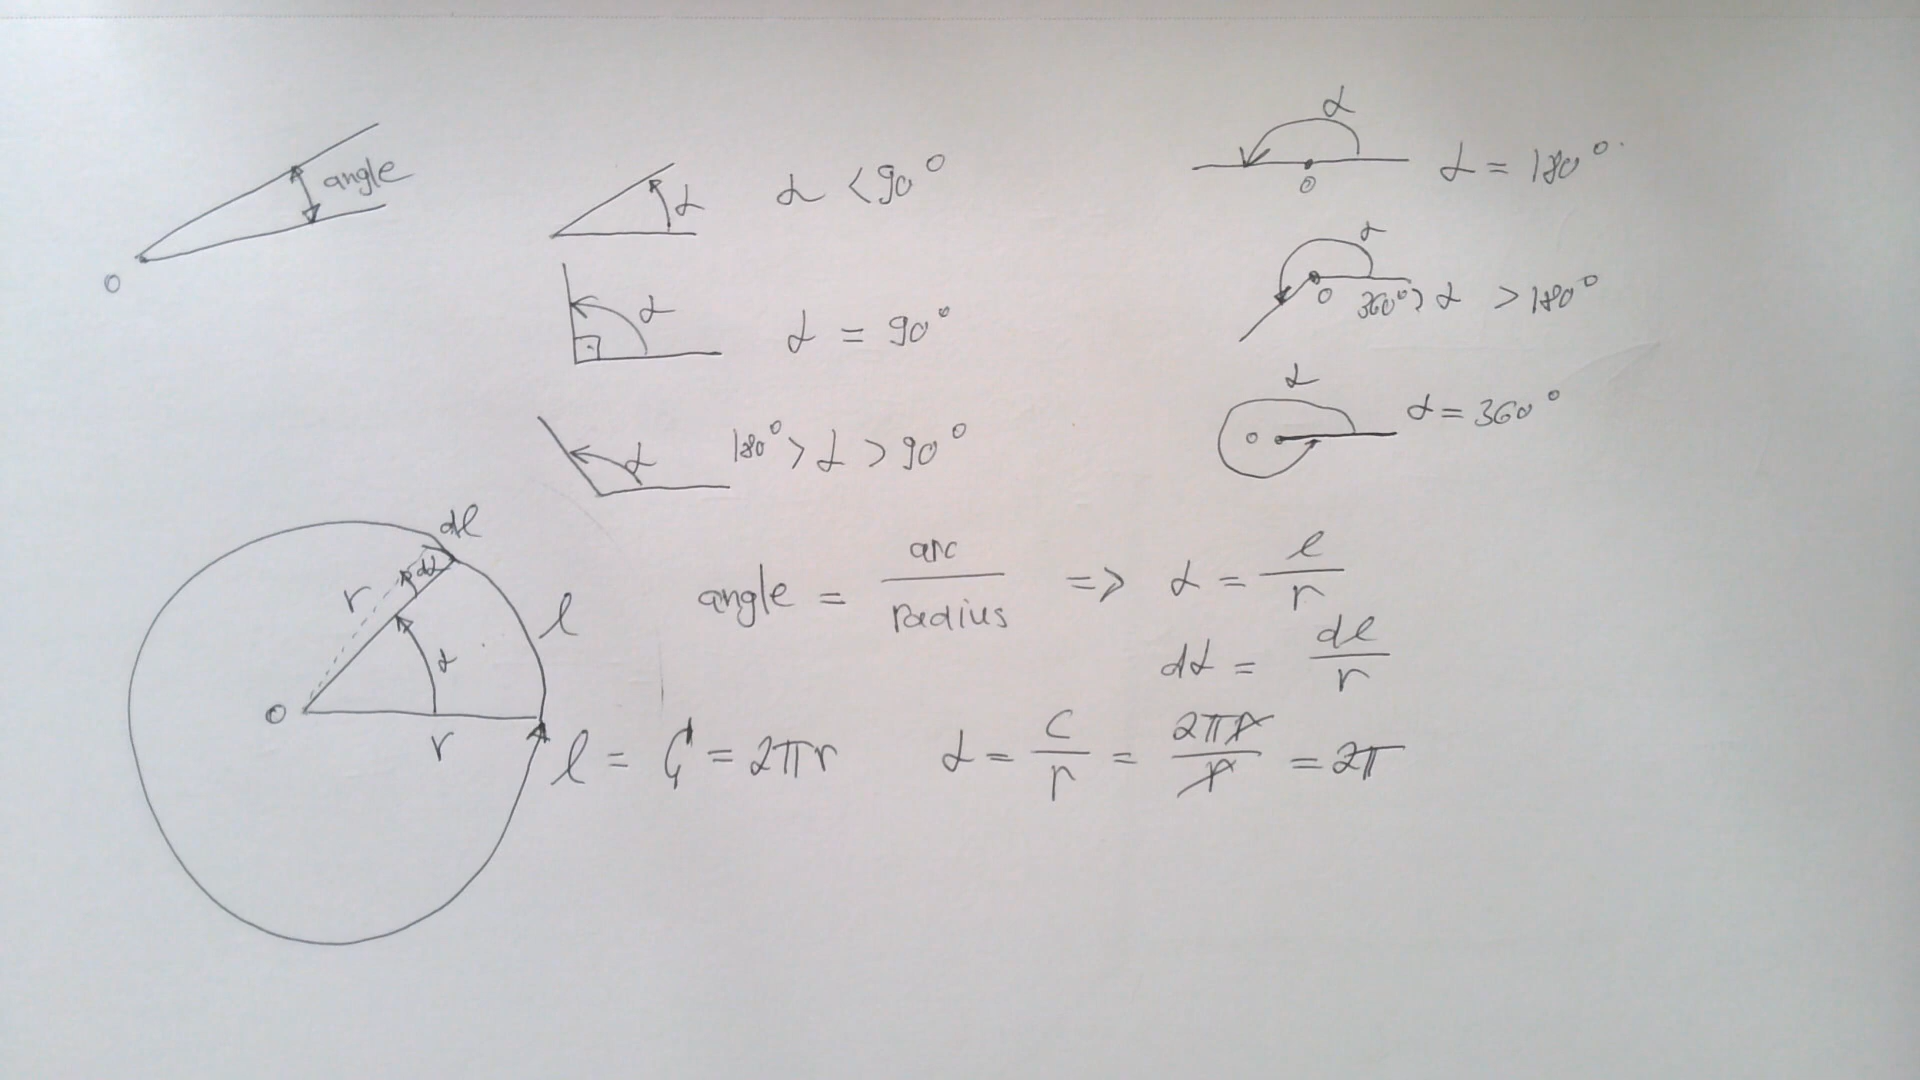 angle
O
α
α < 90°
α
α = 90°
α
180° > α > 90°
α
O
α = 180°
α
O
360° > α > 180°
α
O
α = 360°
dl
dα
r
l
α
O
r
angle = arc / radius => α = l / r
dα = dl / r
l = C = 2πr
α = C / r = 2πr / r = 2π